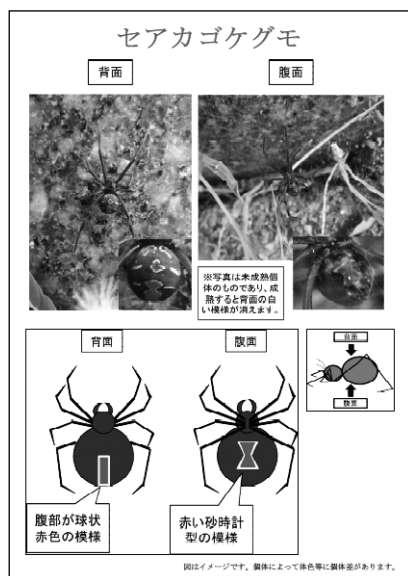 セアカゴケグモ
背面
腹面
※写真は未成熟個
体のものであり、成
熟すると背面の白
い模様が消えます。
背面
腹面
腹部が球状
赤色の模様
赤い砂時計
型の模様
背面
腹面
図はイメージです。個体によって体色等に個体差があります。